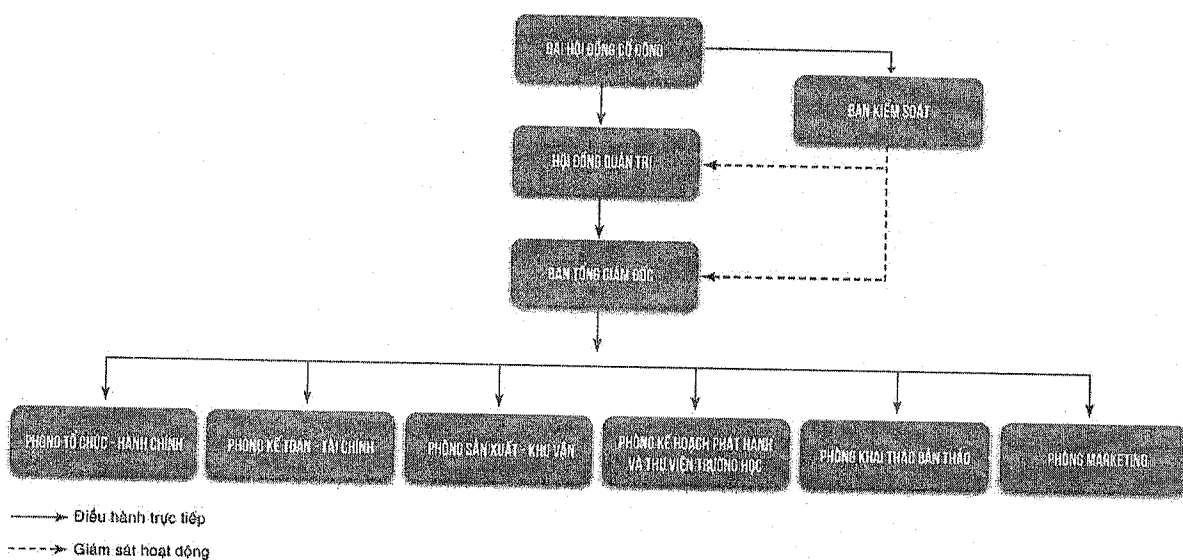 ĐẠI HỘI ĐỒNG CỔ ĐÔNG
BAN KIỂM SOÁT
HỘI ĐỒNG QUẢN TRỊ
BAN TỔNG GIÁM ĐỐC
PHÒNG TỔ CHỨC - HÀNH CHÍNH
PHÒNG KẾ TOÁN - TÀI CHÍNH
PHÒNG SẢN XUẤT - KHO VẬN
PHÒNG KẾ HOẠCH PHÁT HÀNH
VÀ THƯ VIỆN TRƯỜNG HỌC
PHÒNG KHAI THÁC BẢN THẢO
PHÒNG MARKETING
Điều hành trực tiếp
Giám sát hoạt động